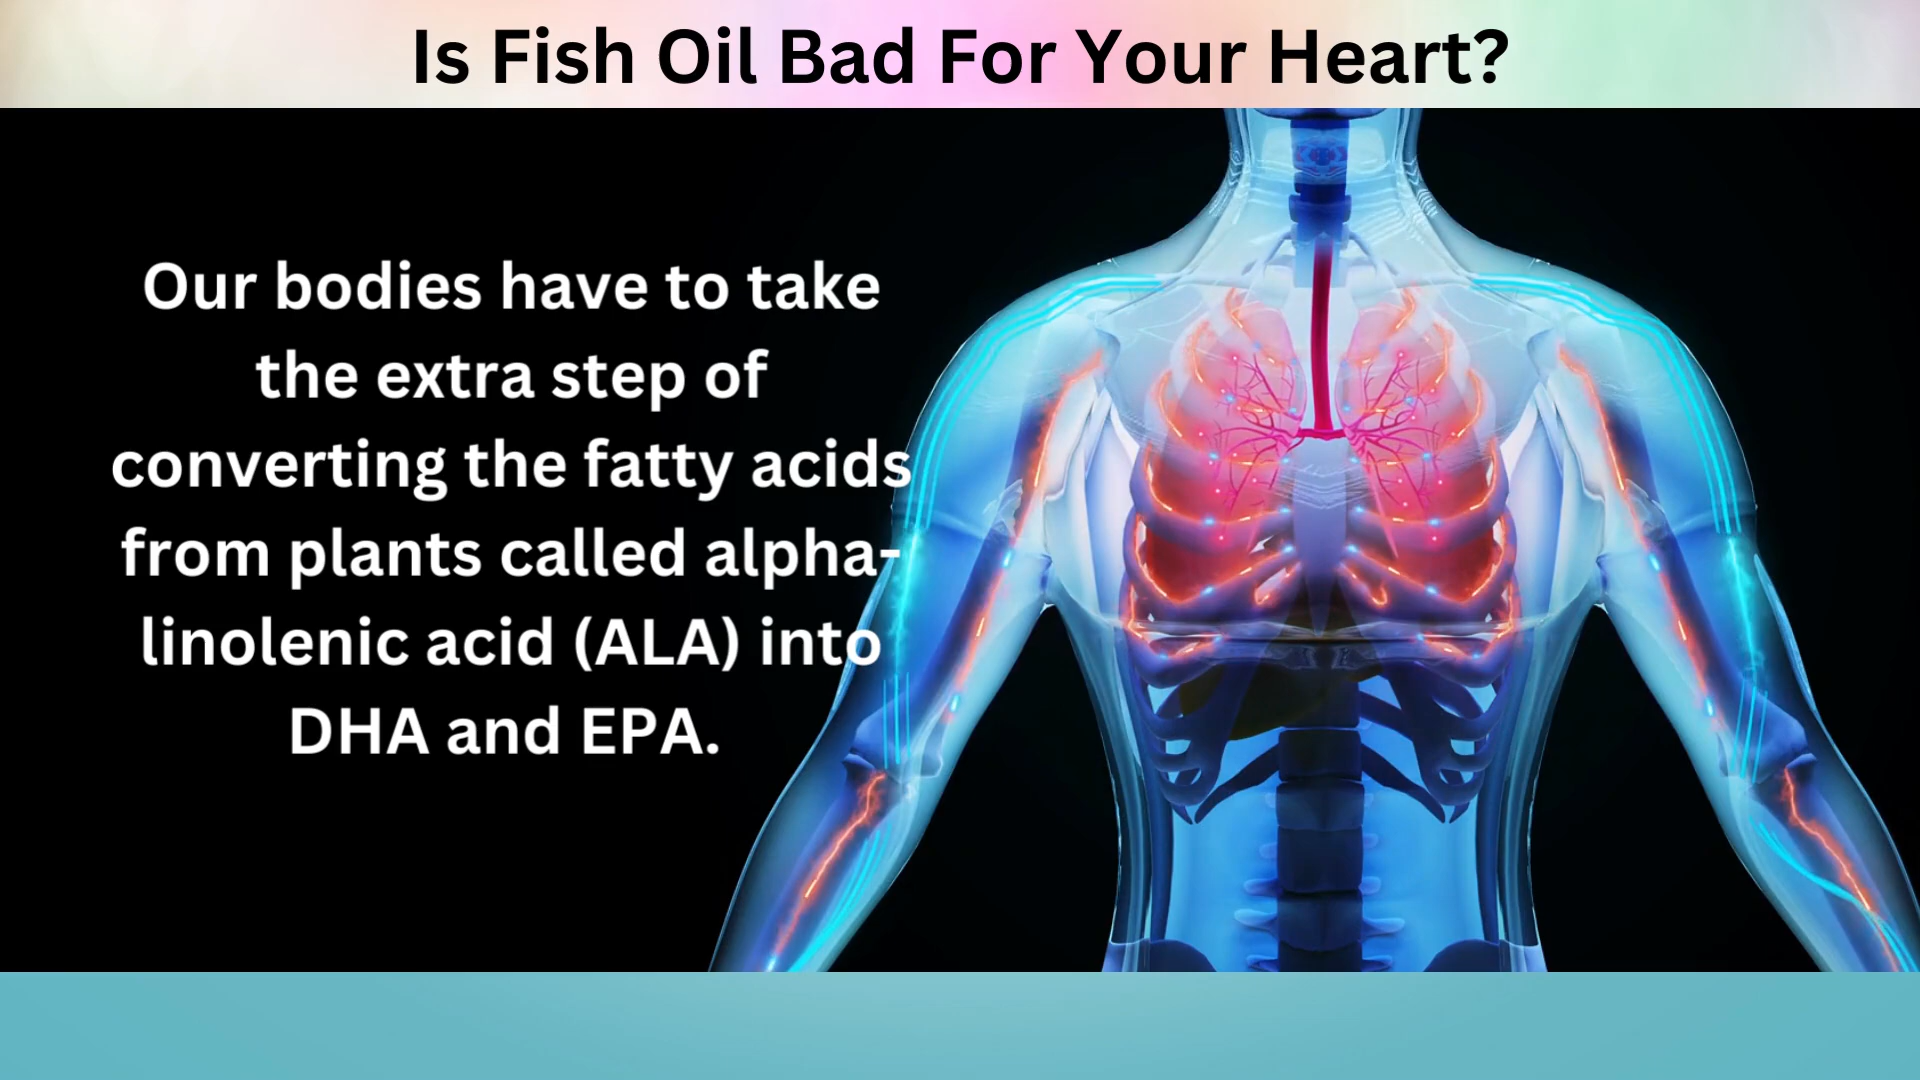 Is Fish Oil Bad For Your Heart?
Our bodies have to take
the extra step of
converting the fatty acids
from plants called alpha-
linolenic acid (ALA) into
DHA and EPA.